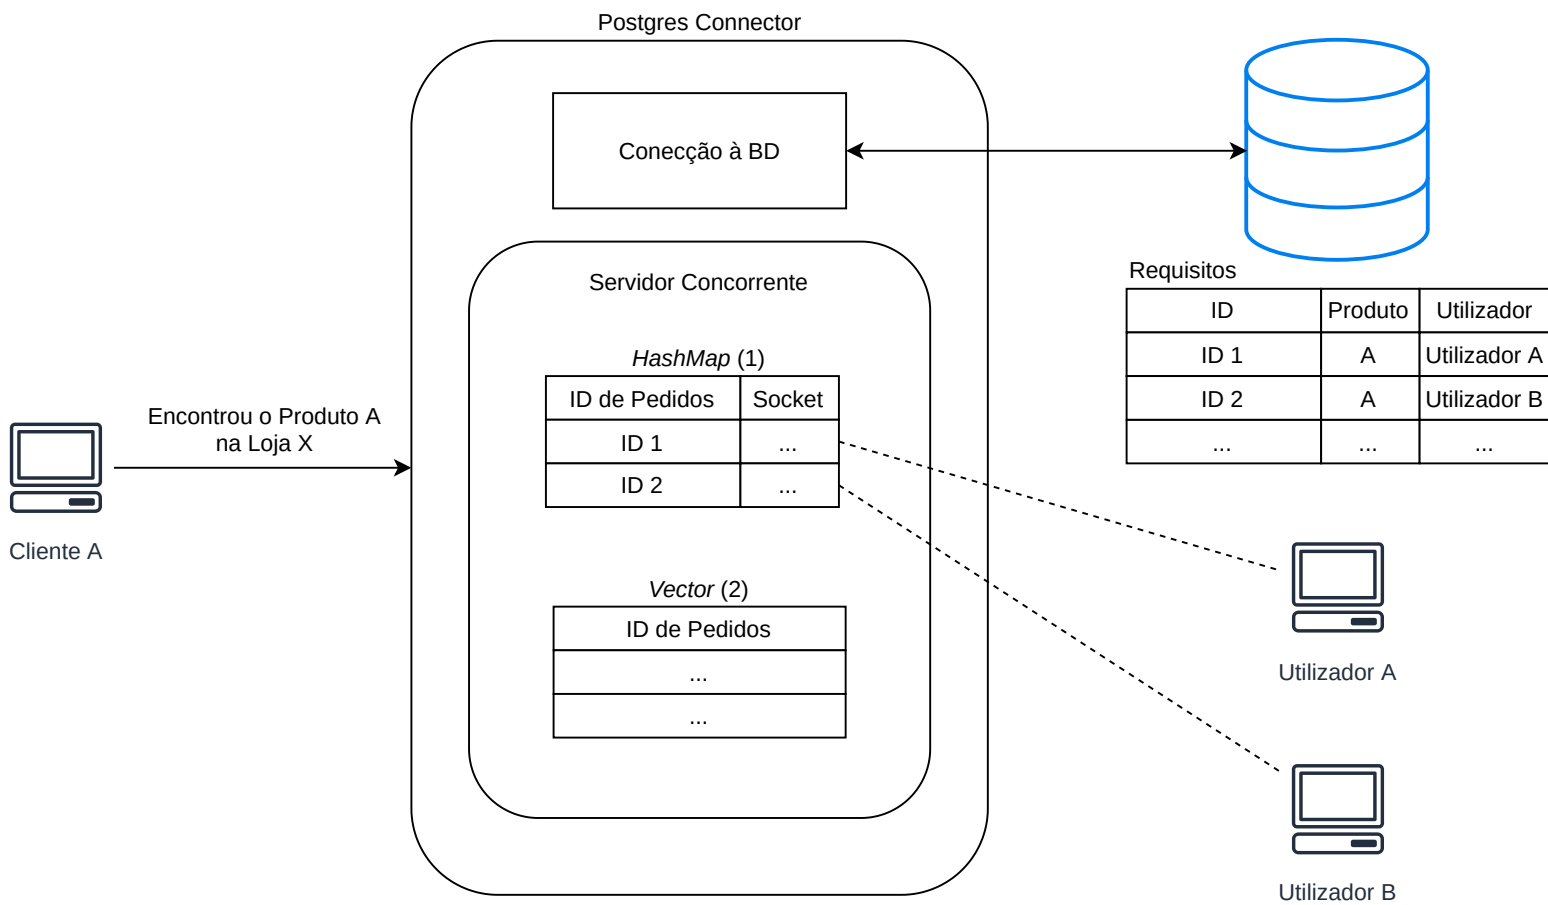 Postgres Connector
Conecção à BD
Servidor Concorrente
HashMap (1)
ID de Pedidos Socket
ID 1 ...
ID 2 ...
Vector (2)
ID de Pedidos
...
...
Encontrou o Produto A
na Loja X
Cliente A
Requisitos
ID Produto Utilizador
ID 1 A Utilizador A
ID 2 A Utilizador B
... ... ...
Utilizador A
Utilizador B